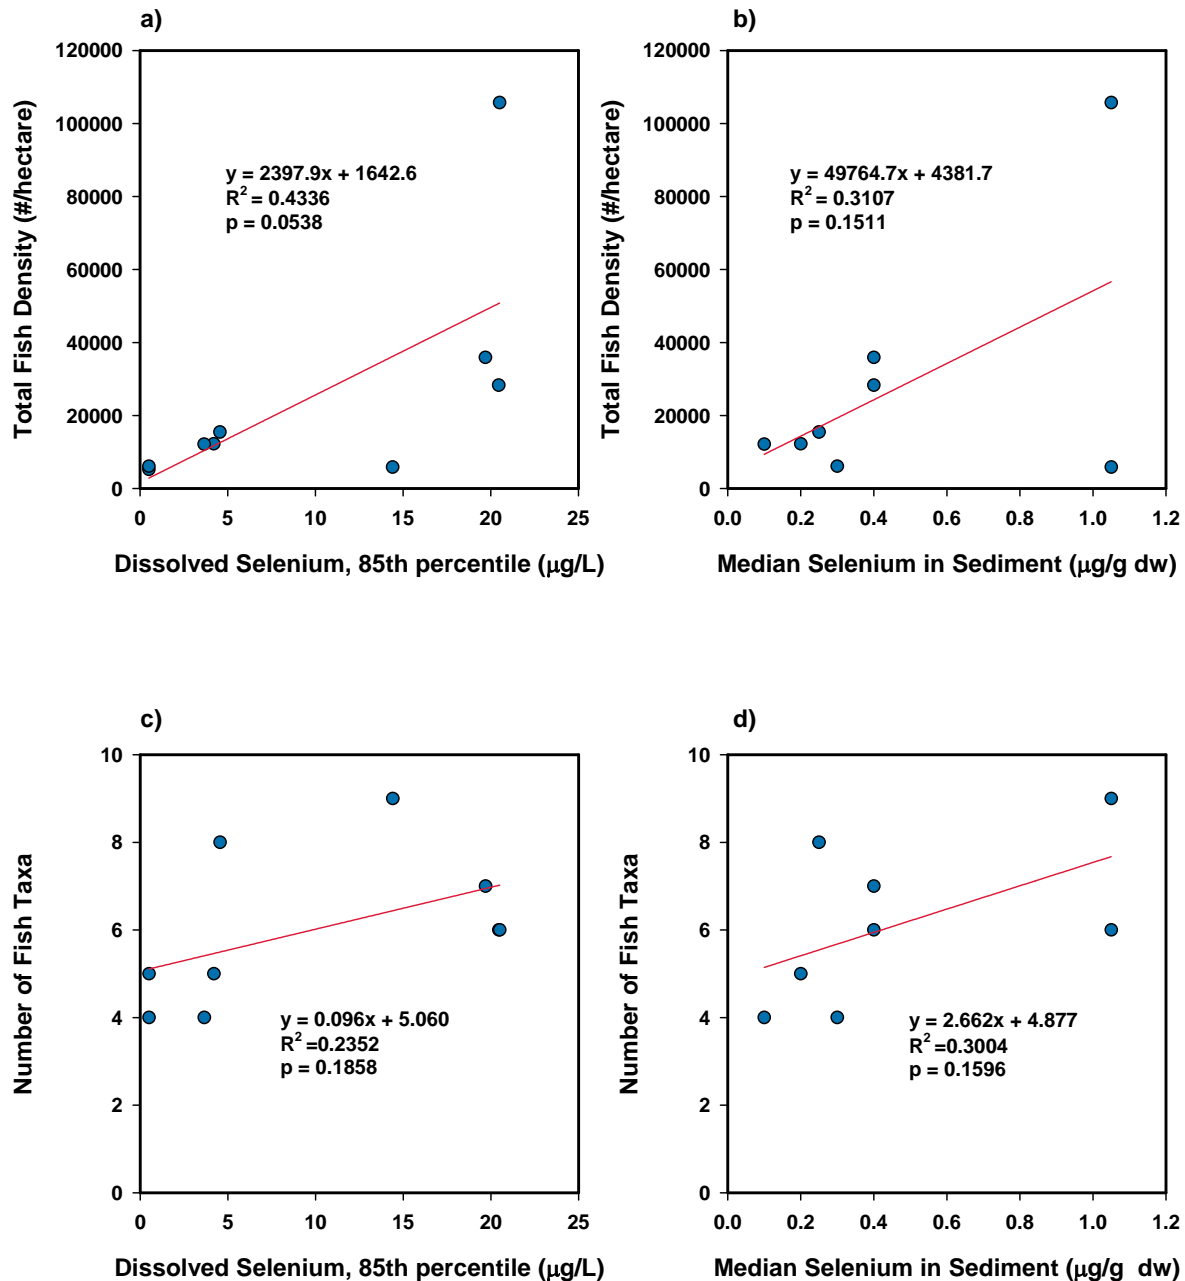 a)
120000
100000
80000
60000
40000
20000
0
Total Fish Density (#/hectare)
y = 2397.9x + 1642.6
R2 = 0.4336
p = 0.0538
0 5 10 15 20 25
Dissolved Selenium, 85th percentile (µg/L)
b)
120000
100000
80000
60000
40000
20000
0
Total Fish Density (#/hectare)
y = 49764.7x + 4381.7
R2 = 0.3107
p = 0.1511
0.0 0.2 0.4 0.6 0.8 1.0 1.2
Median Selenium in Sediment (µg/g dw)
c)
10
8
6
4
2
0
Number of Fish Taxa
y = 0.096x + 5.060
R2 =0.2352
p = 0.1858
0 5 10 15 20 25
Dissolved Selenium, 85th percentile (µg/L)
d)
10
8
6
4
2
0
Number of Fish Taxa
y = 2.662x + 4.877
R2 =0.3004
p = 0.1596
0.0 0.2 0.4 0.6 0.8 1.0 1.2
Median Selenium in Sediment (µg/g dw)